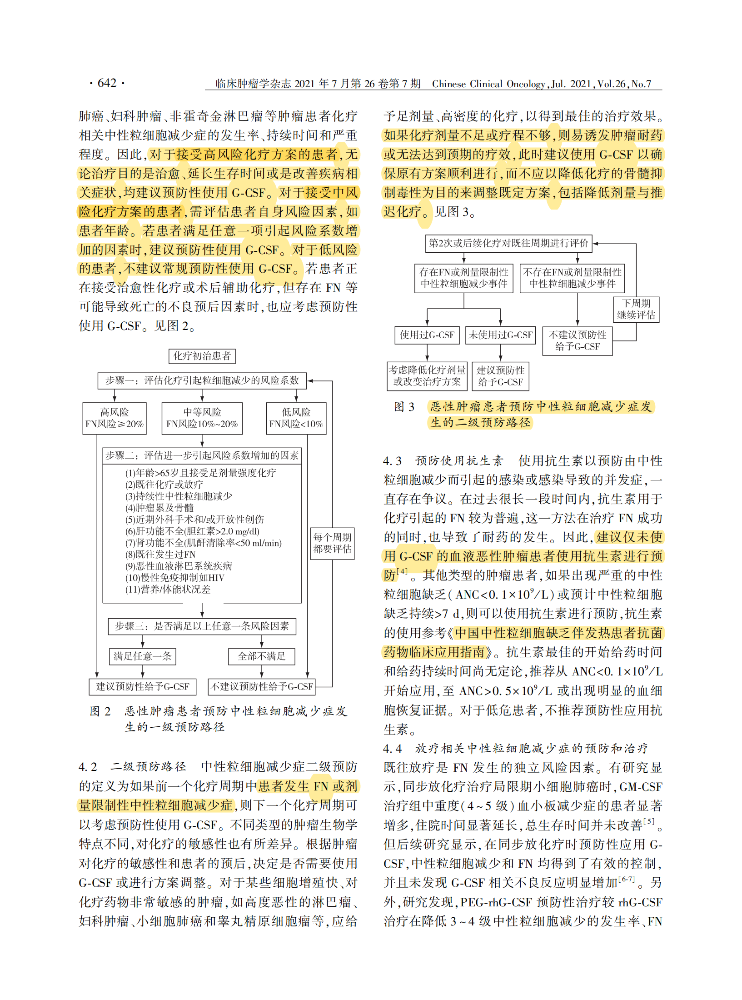 · 642 ·
临床肿瘤学杂志 2021 年 7 月第 26 卷第 7 期 Chinese Clinical Oncology,Jul. 2021,Vol.26,No.7
肺癌、妇科肿瘤、非霍奇金淋巴瘤等肿瘤患者化疗
相关中性粒细胞减少症的发生率、持续时间和严重
程度。因此,对于接受高风险化疗方案的患者,无
论治疗目的是治愈、延长生存时间或是改善疾病相
关症状,均建议预防性使用 G-CSF。对于接受中风
险化疗方案的患者,需评估患者自身风险因素,如
患者年龄。若患者满足任意一项引起风险系数增
加的因素时,建议预防性使用 G-CSF。对于低风险
的患者,不建议常规预防性使用 G-CSF。若患者正
在接受治愈性化疗或术后辅助化疗,但存在 FN 等
可能导致死亡的不良预后因素时,也应考虑预防性
使用 G-CSF。见图 2。
化疗初治患者
步骤一：评估化疗引起粒细胞减少的风险系数
高风险
FN风险≥20%
中等风险
FN风险10%~20%
低风险
FN风险<10%
步骤二：评估进一步引起风险系数增加的因素
(1)年龄>65岁且接受足剂量强度化疗
(2)既往化疗或放疗
(3)持续性中性粒细胞减少
(4)肿瘤累及骨髓
(5)近期外科手术和/或开放性创伤
(6)肝功能不全(胆红素>2.0 mg/dl)
(7)肾功能不全(肌酐清除率<50 ml/min)
(8)既往发生过FN
(9)恶性血液淋巴系统疾病
(10)慢性免疫抑制如HIV
(11)营养/体能状况差
每个周期
都要评估
步骤三：是否满足以上任意一条风险因素
满足任意一条
全部不满足
建议预防性给予G-CSF
不建议预防性给予G-CSF
图 2 恶性肿瘤患者预防中性粒细胞减少症发
生的一级预防路径
4. 2 二级预防路径 中性粒细胞减少症二级预防
的定义为如果前一个化疗周期中患者发生 FN 或剂
量限制性中性粒细胞减少症,则下一个化疗周期可
以考虑预防性使用 G-CSF。不同类型的肿瘤生物学
特点不同,对化疗的敏感性也有所差异。根据肿瘤
对化疗的敏感性和患者的预后,决定是否需要使用
G-CSF 或进行方案调整。对于某些细胞增殖快、对
化疗药物非常敏感的肿瘤,如高度恶性的淋巴瘤、
妇科肿瘤、小细胞肺癌和睾丸精原细胞瘤等,应给
予足剂量、高密度的化疗,以得到最佳的治疗效果。
如果化疗剂量不足或疗程不够,则易诱发肿瘤耐药
或无法达到预期的疗效,此时建议使用 G-CSF 以确
保原有方案顺利进行,而不应以降低化疗的骨髓抑
制毒性为目的来调整既定方案,包括降低剂量与推
迟化疗。见图 3。
第2次或后续化疗对既往周期进行评价
存在FN或剂量限制性
中性粒细胞减少事件
不存在FN或剂量限制性
中性粒细胞减少事件
下周期
继续评估
使用过G-CSF
未使用过G-CSF
不建议预防性
给予G-CSF
考虑降低化疗剂量
或改变治疗方案
建议预防性
给予G-CSF
图 3 恶性肿瘤患者预防中性粒细胞减少症发
生的二级预防路径
4. 3 预防使用抗生素 使用抗生素以预防由中性
粒细胞减少而引起的感染或感染导致的并发症,一
直存在争议。在过去很长一段时间内,抗生素用于
化疗引起的 FN 较为普遍,这一方法在治疗 FN 成功
的同时,也导致了耐药的发生。因此,建议仅未使
用 G-CSF 的血液恶性肿瘤患者使用抗生素进行预
防[4]。其他类型的肿瘤患者,如果出现严重的中性
粒细胞缺乏(ANC<0. 1×10⁹/L)或预计中性粒细胞
缺乏持续>7 d,则可以使用抗生素进行预防,抗生素
的使用参考《中国中性粒细胞缺乏伴发热患者抗菌
药物临床应用指南》。抗生素最佳的开始给药时间
和给药持续时间尚无定论,推荐从 ANC<0. 1×10⁹/L
开始应用,至 ANC>0. 5×10⁹/L 或出现明显的血细
胞恢复证据。对于低危患者,不推荐预防性应用抗
生素。
4. 4 放疗相关中性粒细胞减少症的预防和治疗
既往放疗是 FN 发生的独立风险因素。有研究显
示,同步放化疗治疗局限期小细胞肺癌时,GM-CSF
治疗组中重度(4~5 级)血小板减少症的患者显著
增多,住院时间显著延长,总生存时间并未改善[5]。
但后续研究显示,在同步放化疗时预防性应用 G-
CSF,中性粒细胞减少和 FN 均得到了有效的控制,
并且未发现 G-CSF 相关不良反应明显增加[6-7]。另
外,研究发现,PEG-rhG-CSF 预防性治疗较 rhG-CSF
治疗在降低 3~4 级中性粒细胞减少的发生率、FN